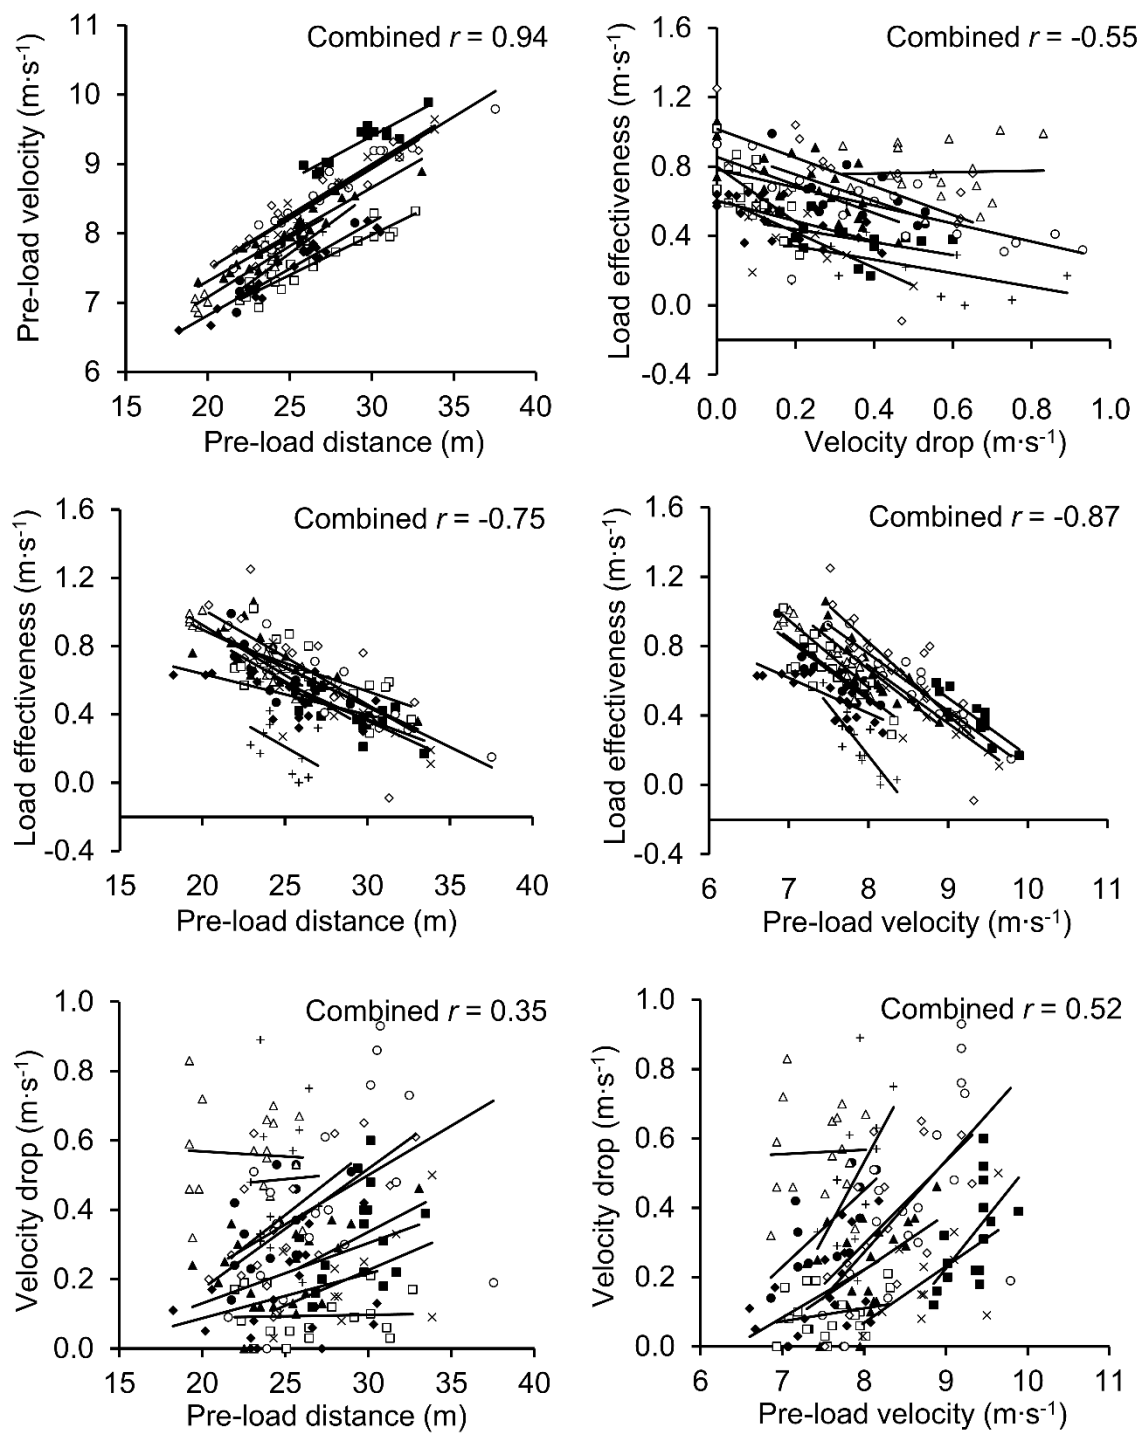 Combined r = 0.94
Pre-load velocity (m·s⁻¹)
11
10
9
8
7
6
15 20 25 30 35 40
Pre-load distance (m)
Combined r = -0.55
Load effectiveness (m·s⁻¹)
1.6
1.2
0.8
0.4
0.0
-0.4
0.0 0.2 0.4 0.6 0.8 1.0
Velocity drop (m·s⁻¹)
Combined r = -0.75
Load effectiveness (m·s⁻¹)
1.6
1.2
0.8
0.4
0.0
-0.4
15 20 25 30 35 40
Pre-load distance (m)
Combined r = -0.87
Load effectiveness (m·s⁻¹)
1.6
1.2
0.8
0.4
0.0
-0.4
6 7 8 9 10 11
Pre-load velocity (m·s⁻¹)
Combined r = 0.35
Velocity drop (m·s⁻¹)
1.0
0.8
0.6
0.4
0.2
0.0
15 20 25 30 35 40
Pre-load distance (m)
Combined r = 0.52
Velocity drop (m·s⁻¹)
1.0
0.8
0.6
0.4
0.2
0.0
6 7 8 9 10 11
Pre-load velocity (m·s⁻¹)